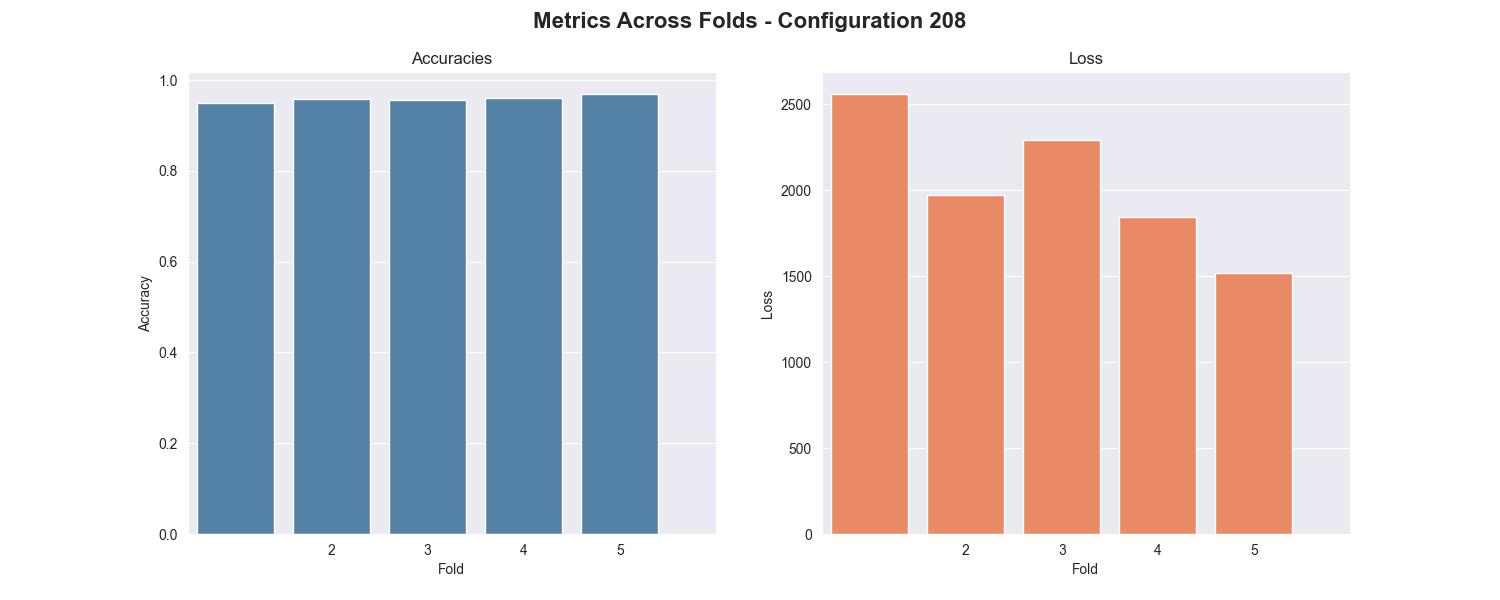 Metrics Across Folds - Configuration 208
Accuracies
1.0
0.8
0.6
0.4
0.2
0.0
Accuracy
2 3 4 5
Fold
Loss
2500
2000
1500
1000
500
0
Loss
2 3 4 5
Fold